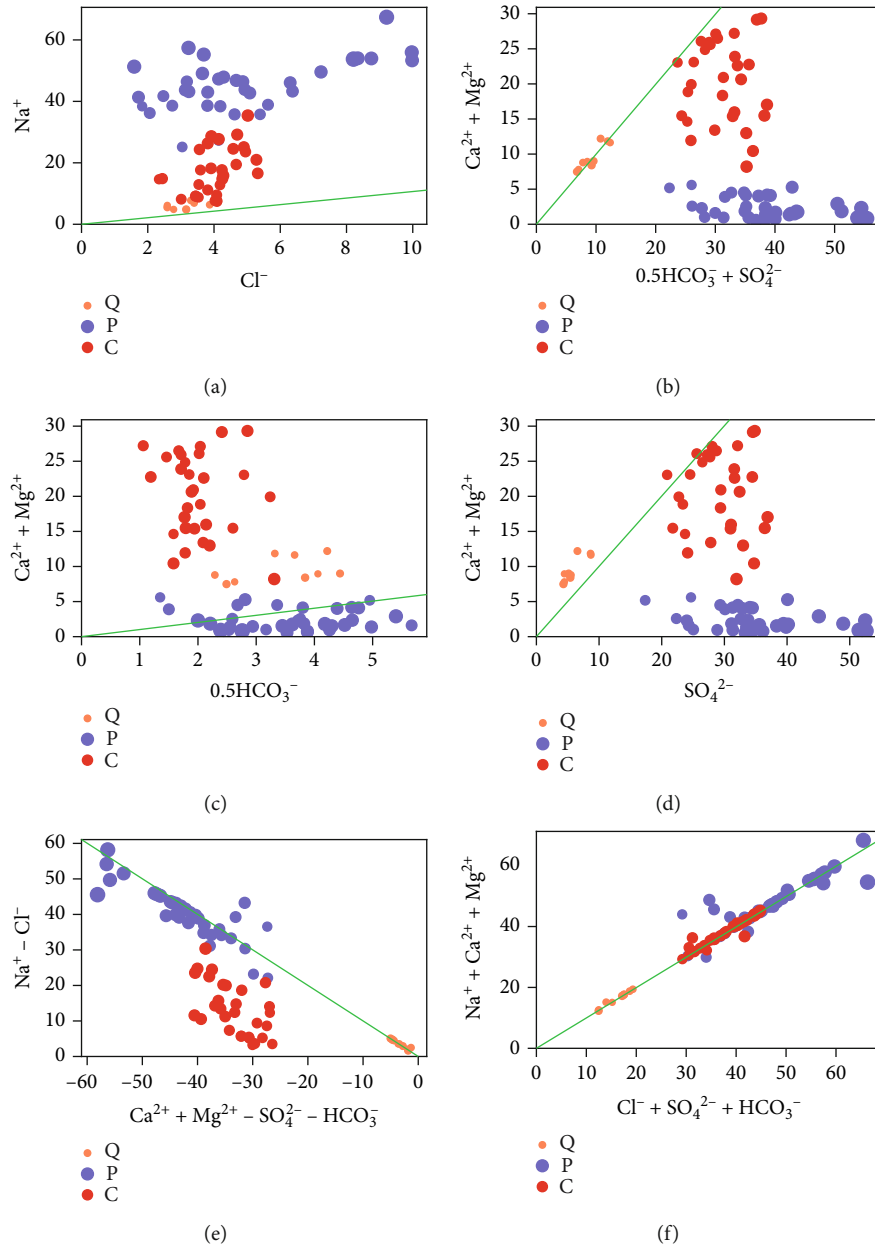 60
40
20
0
Na⁺
0 2 4 6 8 10
Cl⁻
Q
P
C
(a)
30
25
20
15
10
5
0
Ca²⁺ + Mg²⁺
0 10 20 30 40 50
0.5HCO₃⁻ + SO₄²⁻
Q
P
C
(b)
30
25
20
15
10
5
0
Ca²⁺ + Mg²⁺
0 1 2 3 4 5
0.5HCO₃⁻
Q
P
C
(c)
30
25
20
15
10
5
0
Ca²⁺ + Mg²⁺
0 10 20 30 40 50
SO₄²⁻
Q
P
C
(d)
60
50
40
30
20
10
0
Na⁺ – Cl⁻
–60 –50 –40 –30 –20 –10 0
Ca²⁺ + Mg²⁺ – SO₄²⁻ – HCO₃⁻
Q
P
C
(e)
60
40
20
0
Na⁺ + Ca²⁺ + Mg²⁺
0 10 20 30 40 50 60
Cl⁻ + SO₄²⁻ + HCO₃⁻
Q
P
C
(f)